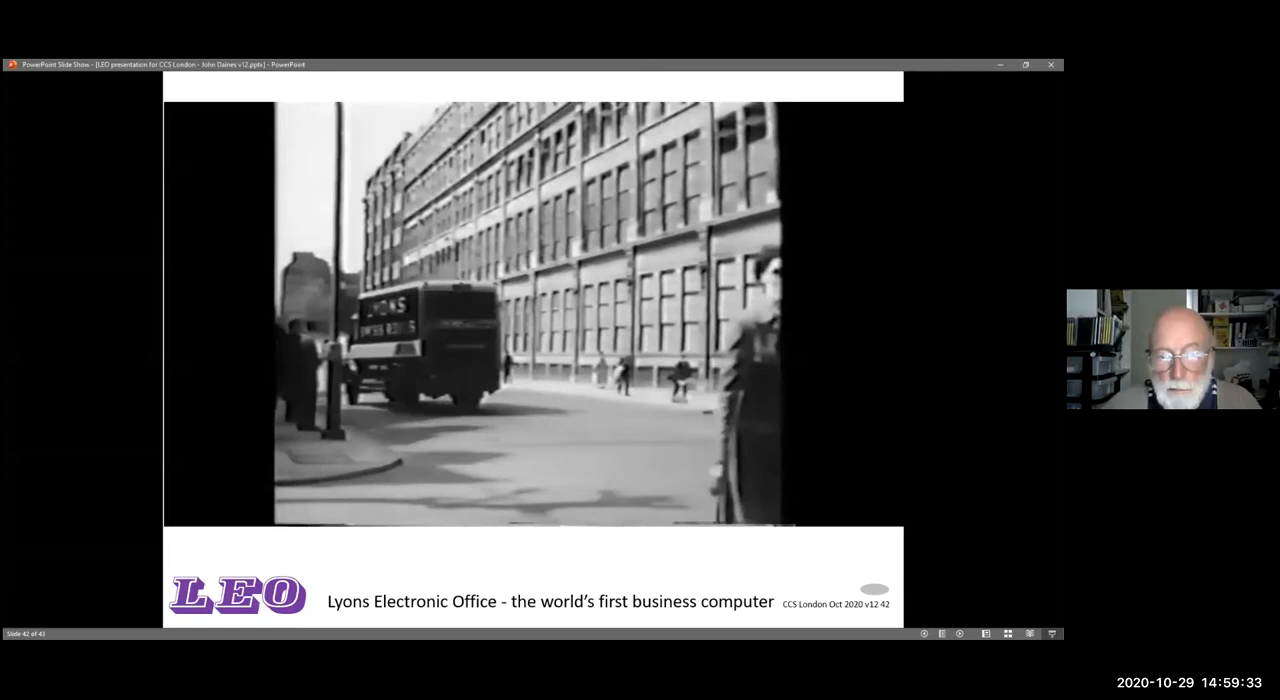 PowerPoint Slide Show - [LEO presentation for CCS London - John Daines v12.pptx] - PowerPoint
LYONS
LEO
Lyons Electronic Office - the world's first business computer
CCS London Oct 2020 v12 42
Slide 42 of 43
2020-10-29 14:59:33